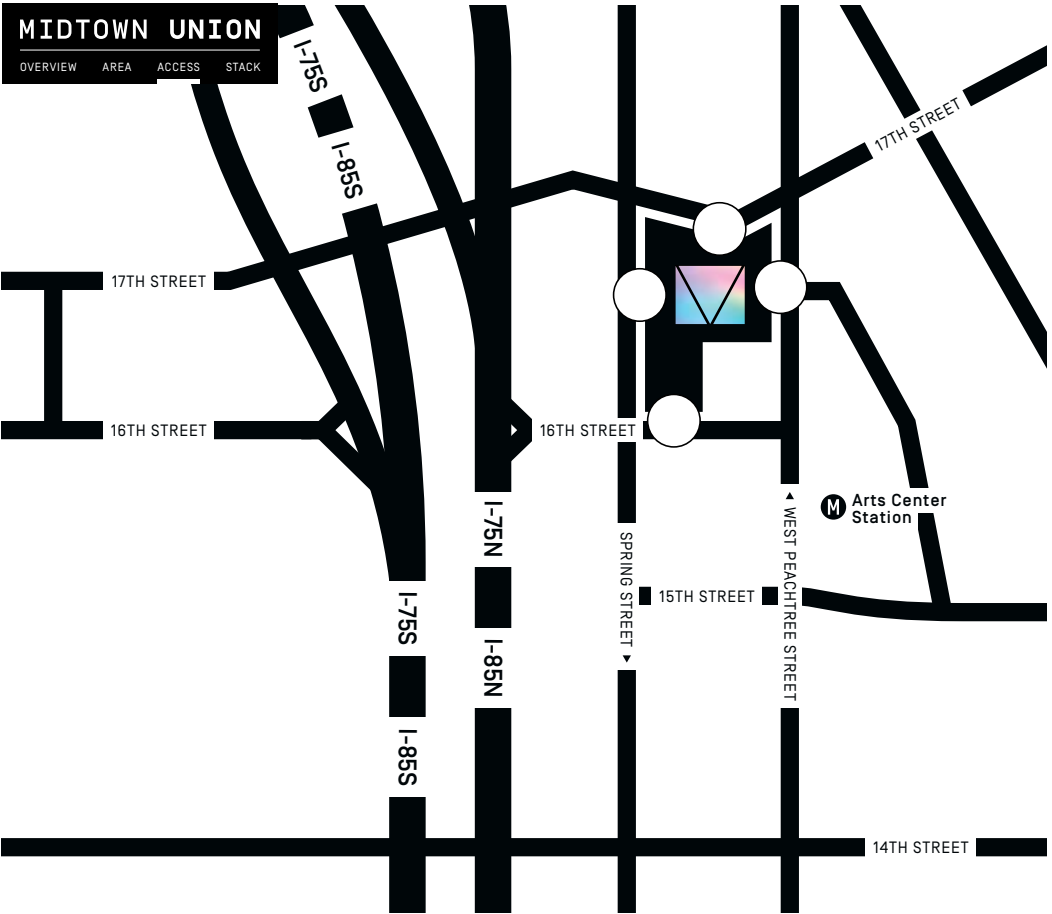 MIDTOWN UNION
OVERVIEW AREA ACCESS STACK
I-75S
I-85S
17TH STREET
17TH STREET
16TH STREET
16TH STREET
I-75N
I-85N
I-75S
I-85S
SPRING STREET
WEST PEACHTREE STREET
M
Arts Center
Station
15TH STREET
14TH STREET